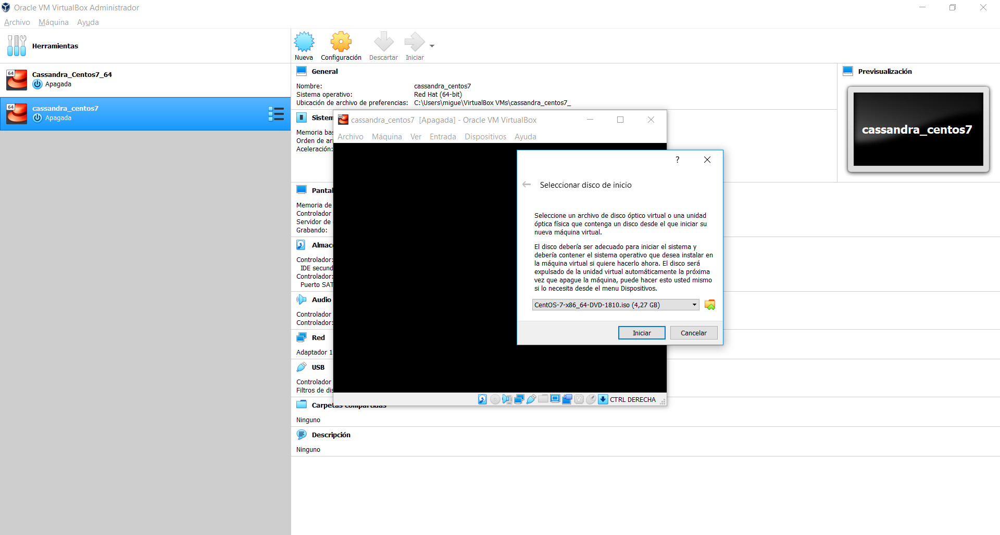 Oracle VM VirtualBox Administrador
Archivo Máquina Ayuda
Herramientas
64
Cassandra_Centos7_64
Apagada
64
cassandra_centos7
Apagada
Nueva Configuración Descartar Iniciar
General
Nombre: cassandra_centos7
Sistema operativo: Red Hat (64-bit)
Ubicación de archivo de preferencias: C:\Users\migue\VirtualBox VMs\cassandra_centos7_
Previsualización
cassandra_centos7
Sistem
Memoria bas
Orden de ar
Aceleración:
Pantal
Memoria de
Controlador
Servidor de
Grabando:
Almac
Controlador:
IDE secund
Controlador:
Puerto SAT
Audio
Controlador
Controlador:
Red
Adaptador 1
USB
Controlador
Filtros de dis
Carpetas compartidas
Ninguno
Descripción
Ninguno
64
cassandra_centos7 [Apagada] - Oracle VM VirtualBox
Archivo Máquina Ver Entrada Dispositivos Ayuda
?
Seleccionar disco de inicio
Seleccione un archivo de disco óptico virtual o una unidad
óptica física que contenga un disco desde el que iniciar su
nueva máquina virtual.
El disco debería ser adecuado para iniciar el sistema y
debería contener el sistema operativo que desea instalar en
la máquina virtual si quiere hacerlo ahora. El disco será
expulsado de la unidad virtual automáticamente la próxima
vez que apague la máquina, puede hacer esto usted mismo
si lo necesita desde el menu Dispositivos.
CentOS-7-x86_64-DVD-1810.iso (4,27 GB)
Iniciar Cancelar
CTRL DERECHA